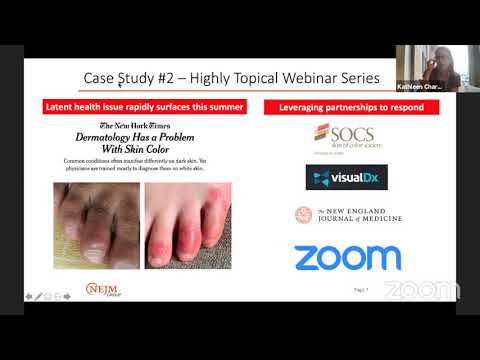 Case Study #2 – Highly Topical Webinar Series
Kathleen Char...
Latent health issue rapidly surfaces this summer
The New York Times
Dermatology Has a Problem
With Skin Color
Common conditions often manifest differently on dark skin. Yet
physicians are trained mostly to diagnose them on white skin.
Leveraging partnerships to respond
SOCS
skin of color society
visualDx
The NEW ENGLAND
JOURNAL of MEDICINE
zoom
NEJM
GROUP
Page 7
zoom